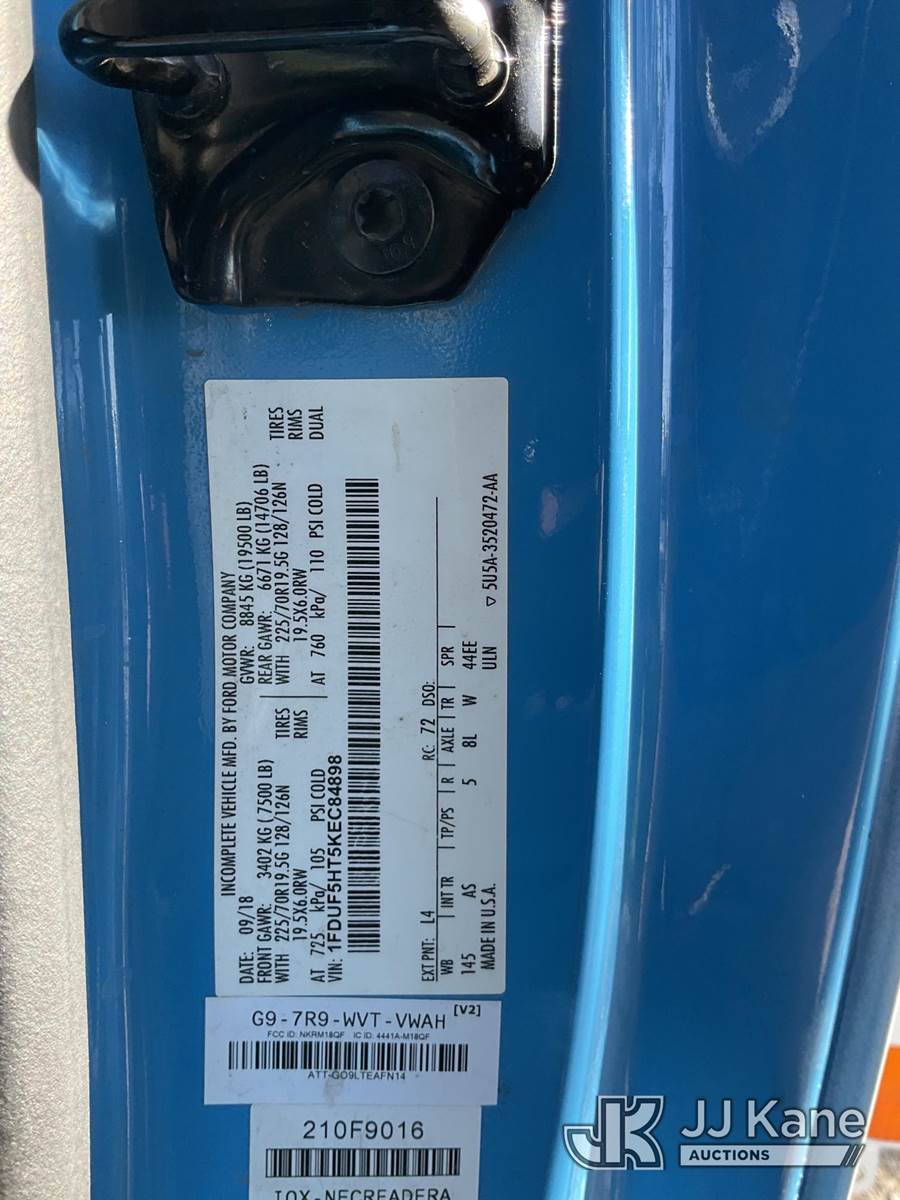 INCOMPLETE VEHICLE MFD. BY FORD MOTOR COMPANY
DATE: 09/18 GVWR: 8845 KG (19500 LB)
FRONT GAWR: 3402 KG (7500 LB) REAR GAWR: 6671 KG (14706 LB)
WITH 225/70R19.5G 128/126N TIRES WITH 225/70R19.5G 128/126N TIRES
19.5X6.0RW RIMS 19.5X6.0RW RIMS
AT 725 kPa/ 105 PSI COLD AT 760 kPa/ 110 PSI COLD DUAL
VIN: 1FDUF5HT5KEC84898
EXT PNT: L4 RC: 72 DSO:
WB INT TR TP/PS R AXLE TR SPR
145 AS 5 8L W 44EE
MADE IN U.S.A. ULN
▽ 5U5A-3520472-AA
G9-7R9-WVT-VWAH [V2]
FCC ID: NKRM18QF IC ID: 4441A-M18QF
ATT-GO9LTEAFN14
210F9016
IOX-NFCREADERA
JK JJ Kane
AUCTIONS